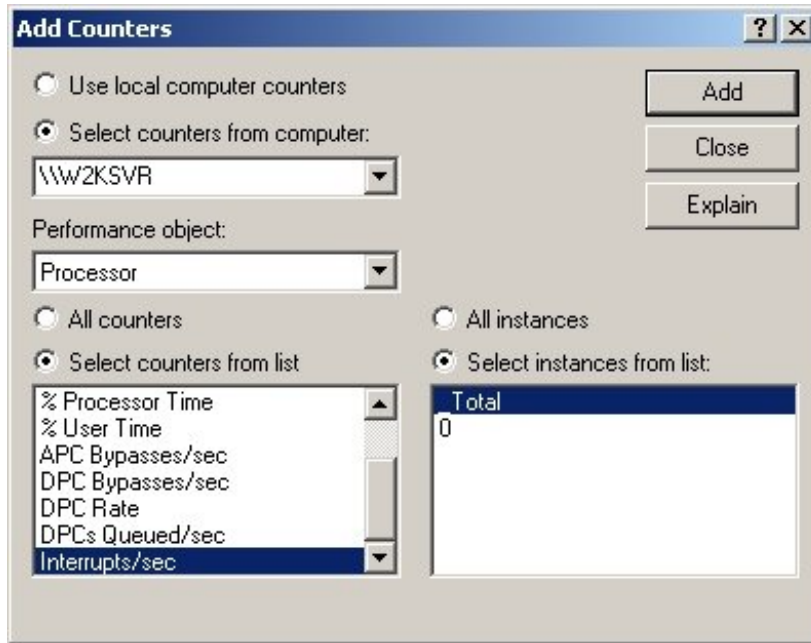 Add Counters
Use local computer counters
Add
Select counters from computer:
Close
\\W2KSVR
Explain
Performance object:
Processor
All counters
All instances
Select counters from list
Select instances from list:
% Processor Time
% User Time
APC Bypasses/sec
DPC Bypasses/sec
DPC Rate
DPCs Queued/sec
Interrupts/sec
_Total
0